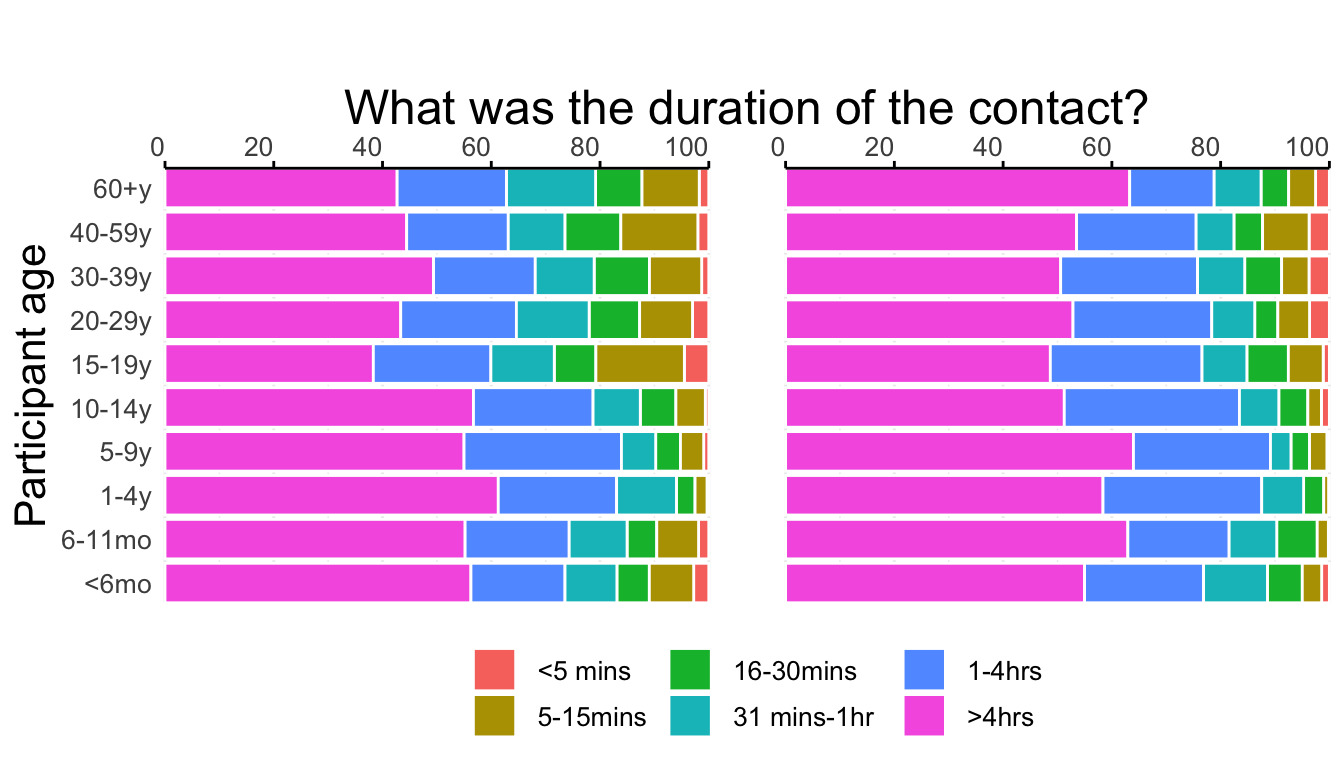 What was the duration of the contact?
0 20 40 60 80 100 0 20 40 60 80 100
Participant age
60+y
40-59y
30-39y
20-29y
15-19y
10-14y
5-9y
1-4y
6-11mo
<6mo
<5 mins 16-30mins 1-4hrs
5-15mins 31 mins-1hr >4hrs